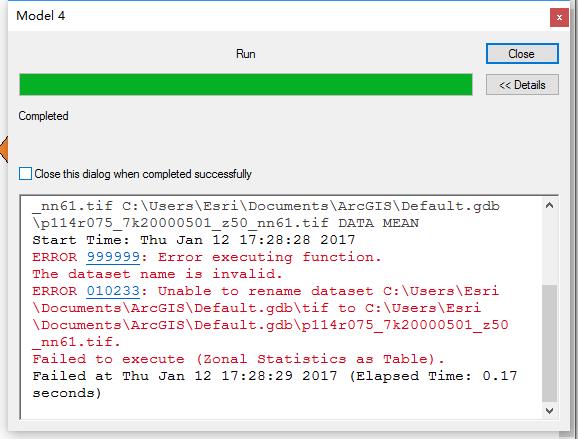 Model 4
x
Run
Close
<< Details
Completed
Close this dialog when completed successfully
_nn61.tif C:\Users\Esri\Documents\ArcGIS\Default.gdb
\p114r075_7k20000501_z50_nn61.tif DATA MEAN
Start Time: Thu Jan 12 17:28:28 2017
ERROR 999999: Error executing function.
The dataset name is invalid.
ERROR 010233: Unable to rename dataset C:\Users\Esri
\Documents\ArcGIS\Default.gdb\tif to C:\Users\Esri
\Documents\ArcGIS\Default.gdb\p114r075_7k20000501_z50
_nn61.tif.
Failed to execute (Zonal Statistics as Table).
Failed at Thu Jan 12 17:28:29 2017 (Elapsed Time: 0.17
seconds)